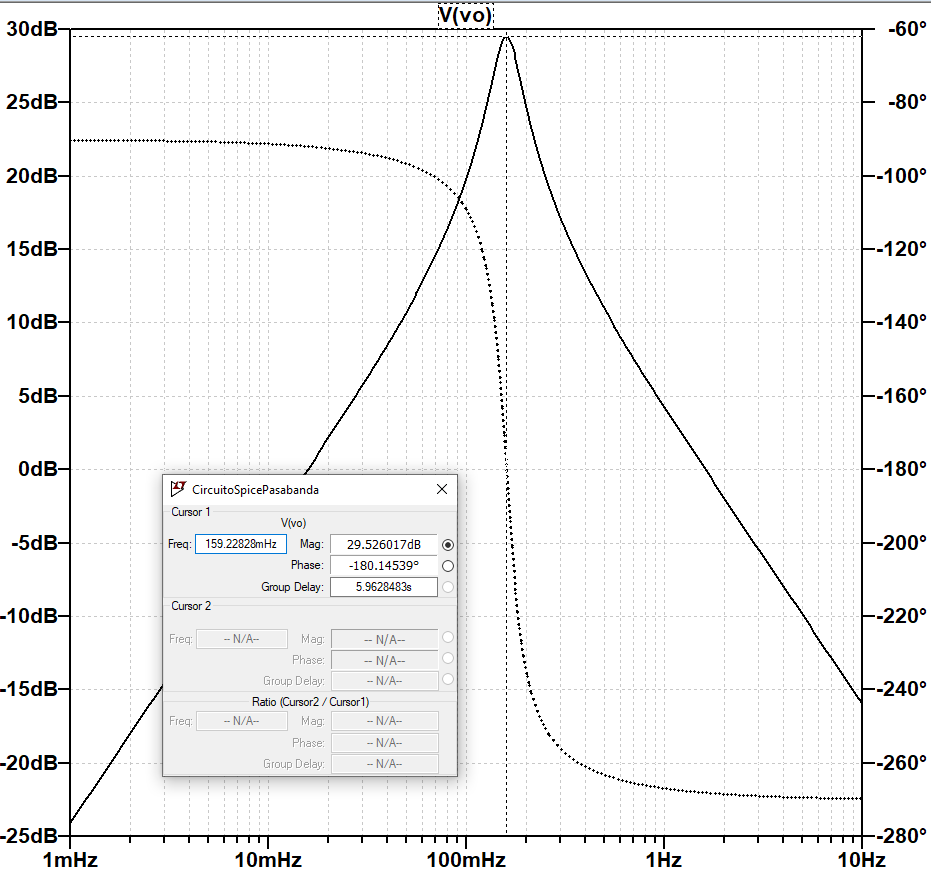 V(vo)
30dB
-60°
25dB
-80°
20dB
-100°
15dB
-120°
10dB
-140°
5dB
-160°
0dB
-180°
-5dB
-200°
-10dB
-220°
-15dB
-240°
-20dB
-260°
-25dB
-280°
1mHz 10mHz 100mHz 1Hz 10Hz
CircuitoSpicePasabanda
Cursor 1
V(vo)
Freq: 159.22828mHz Mag: 29.526017dB
Phase: -180.14539°
Group Delay: 5.9628483s
Cursor 2
Freq: -- N/A-- Mag: -- N/A--
Phase: -- N/A--
Group Delay: -- N/A--
Ratio (Cursor2 / Cursor1)
Freq: -- N/A-- Mag: -- N/A--
Phase: -- N/A--
Group Delay: -- N/A--